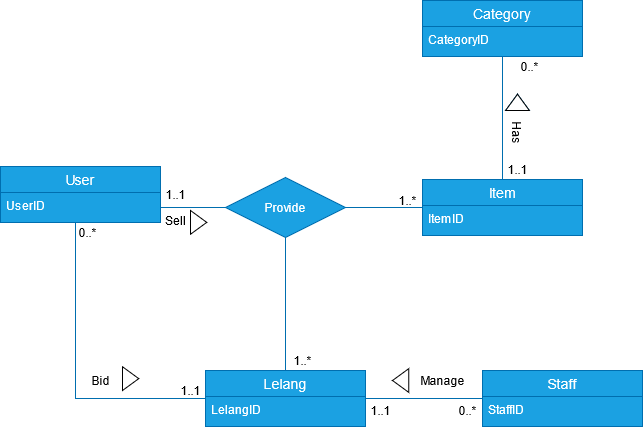 Category
CategoryID
0..*
Has
1..1
User
UserID
1..1
Sell
Provide
1..*
Item
ItemID
0..*
1..*
Bid
1..1
Lelang
LelangID
Manage
1..1
0..*
Staff
StaffID